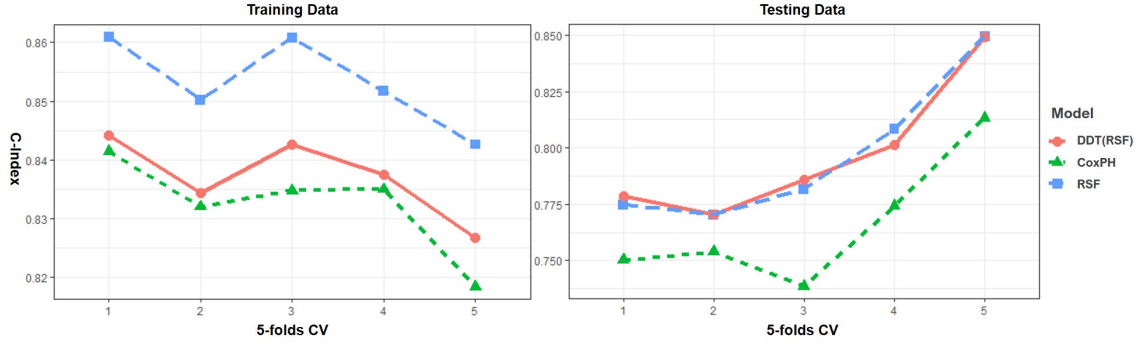 Training Data
Testing Data
C-index
0.86
0.85
0.84
0.83
0.82
1 2 3 4 5
5-folds CV
0.850
0.825
0.800
0.775
0.750
1 2 3 4 5
5-folds CV
Model
DDT(RSF)
CoxPH
RSF